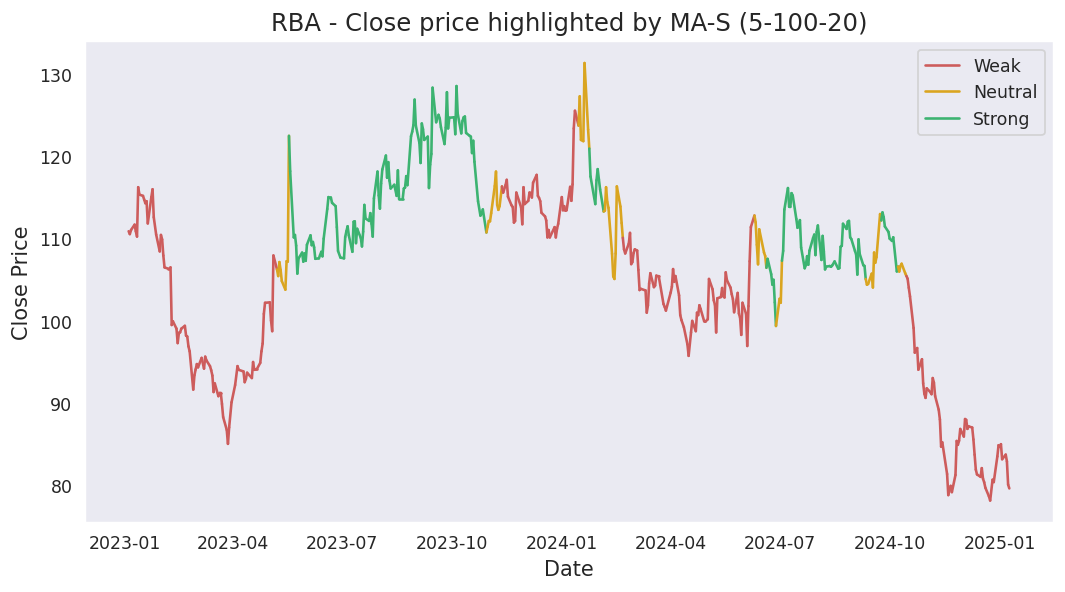 RBA - Close price highlighted by MA-S (5-100-20)
Weak
Neutral
Strong
Close Price
130
120
110
100
90
80
2023-01 2023-04 2023-07 2023-10 2024-01 2024-04 2024-07 2024-10 2025-01
Date